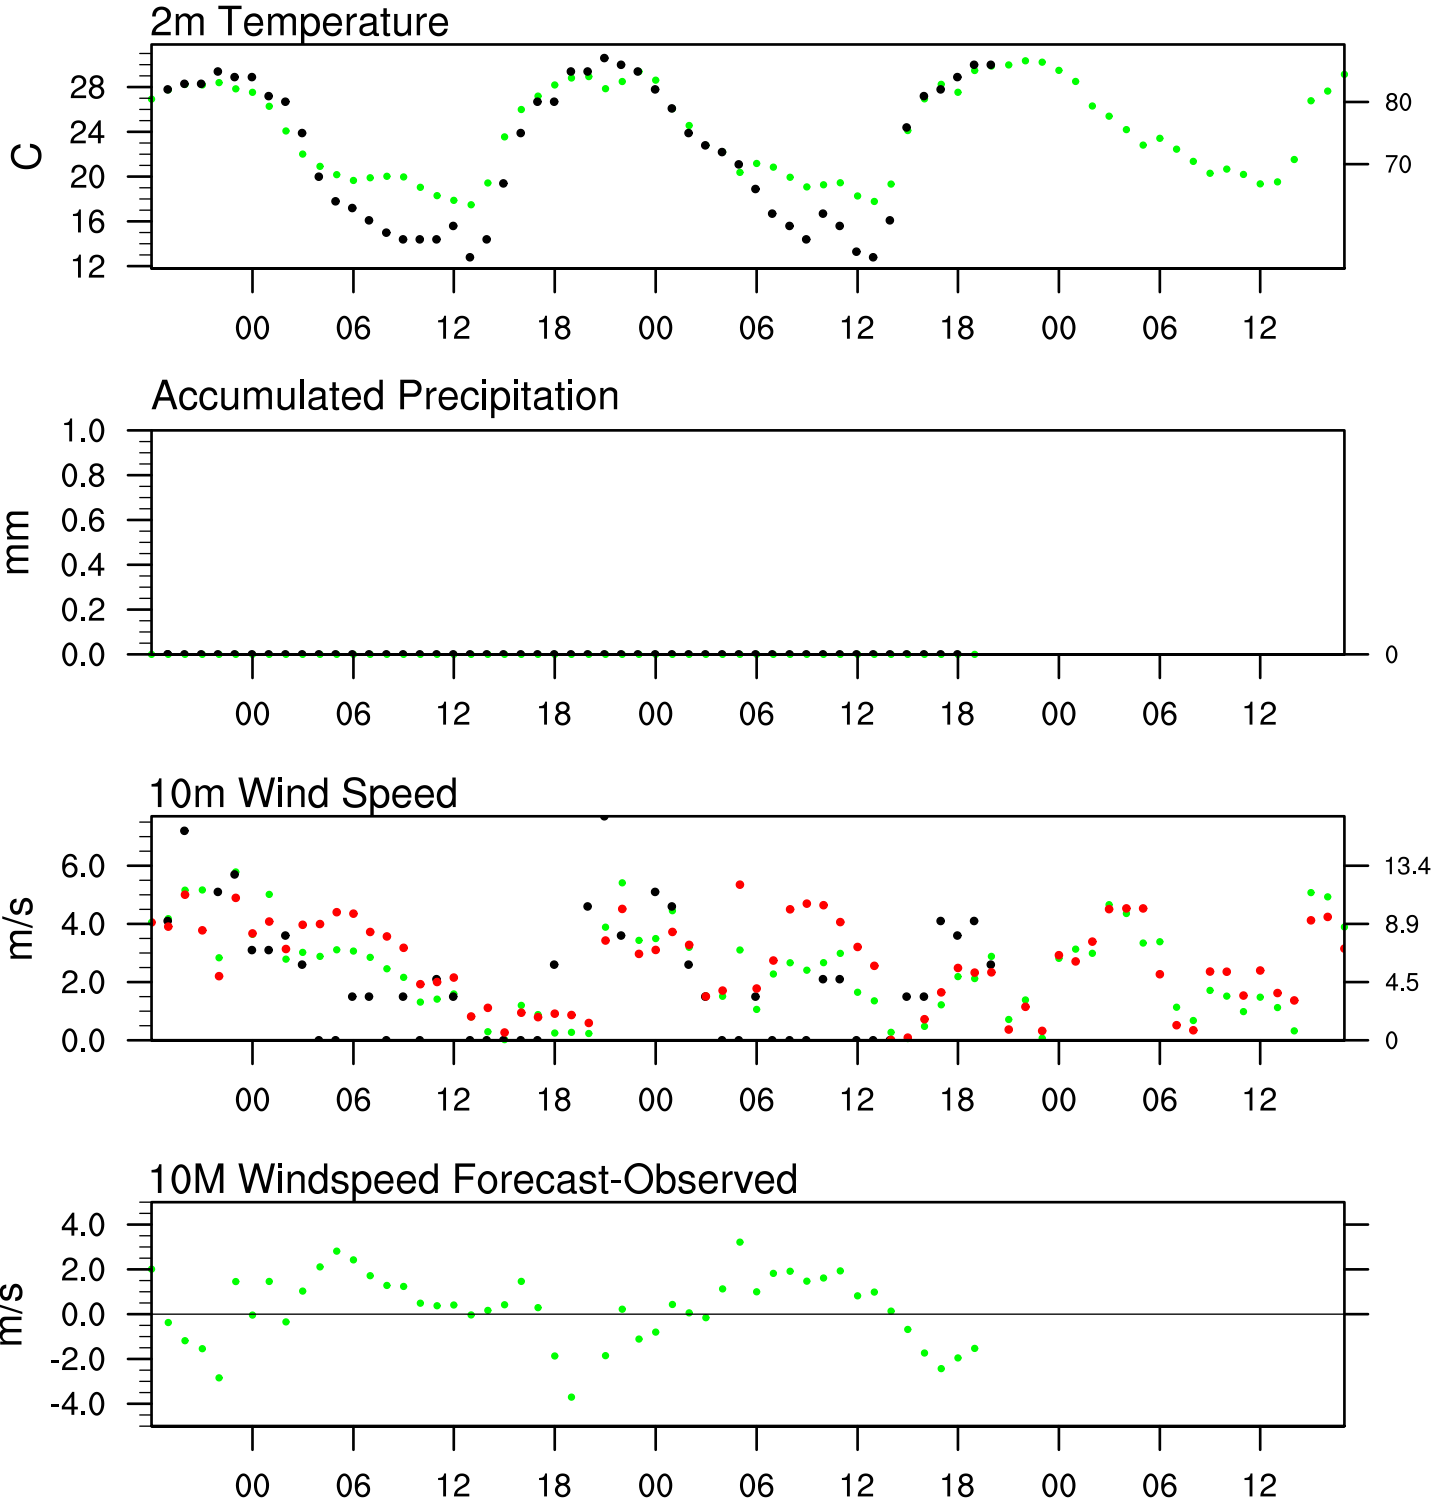 2m Temperature
28
24
20
16
12
C
80
70
00 06 12 18 00 06 12 18 00 06 12
Accumulated Precipitation
1.0
0.8
0.6
0.4
0.2
0.0
mm
0
00 06 12 18 00 06 12 18 00 06 12
10m Wind Speed
6.0
4.0
2.0
0.0
m/s
13.4
8.9
4.5
0
00 06 12 18 00 06 12 18 00 06 12
10M Windspeed Forecast-Observed
4.0
2.0
0.0
-2.0
-4.0
m/s
00 06 12 18 00 06 12 18 00 06 12